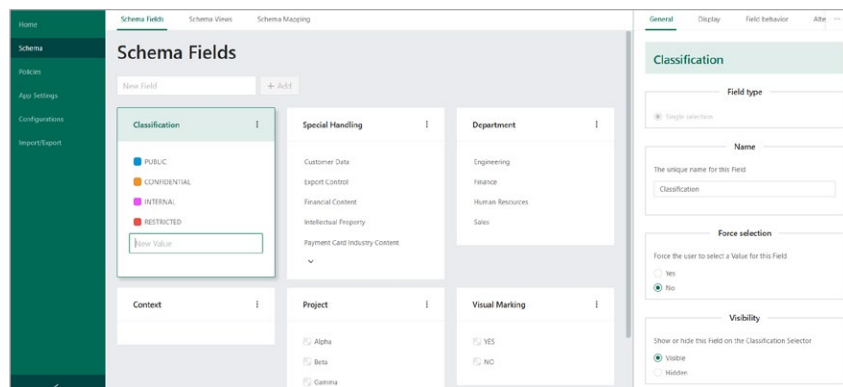 Home
Schema
Policies
App Settings
Configurations
Import/Export
Schema Fields
Schema Views
Schema Mapping
Schema Fields
New Field
+ Add
Classification
PUBLIC
CONFIDENTIAL
INTERNAL
RESTRICTED
New Value
Special Handling
Customer Data
Export Control
Financial Content
Intellectual Property
Payment Card Industry Content
Department
Engineering
Finance
Human Resources
Sales
Context
Project
Alpha
Beta
Gamma
Visual Marking
YES
NO
General
Display
Field behavior
Alte
Classification
Field type
Single selection
Name
The unique name for this Field
Classification
Force selection
Force the user to select a Value for this Field
Yes
No
Visibility
Show or hide this Field on the Classification Selector
Visible
Hidden